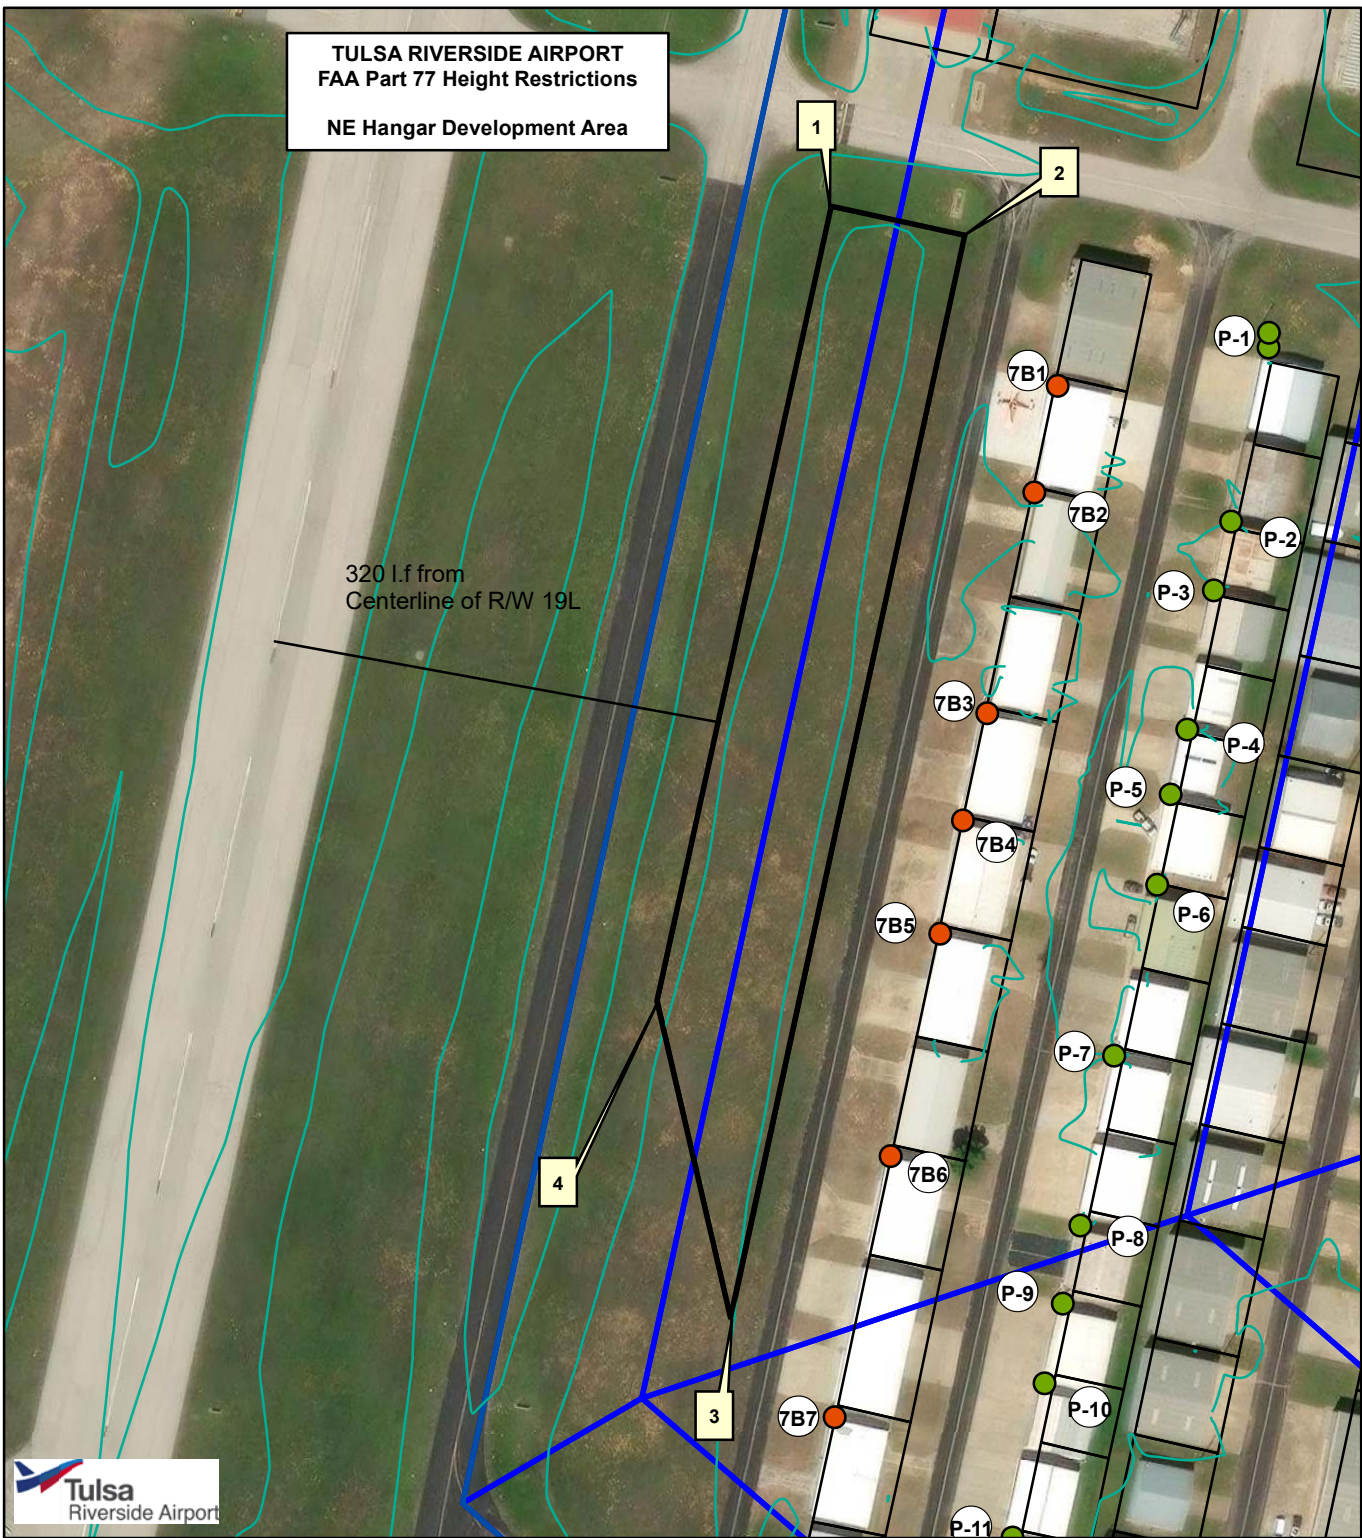 TULSA RIVERSIDE AIRPORT
FAA Part 77 Height Restrictions
NE Hangar Development Area
1
2
P-1
7B1
7B2
P-2
320 l.f from
Centerline of R/W 19L
P-3
7B3
P-4
P-5
7B4
P-6
7B5
P-7
7B6
4
P-8
P-9
P-10
3
7B7
Tulsa
Riverside Airport
P-11